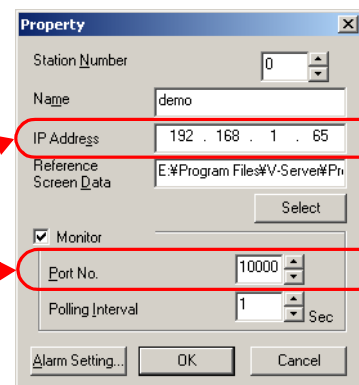 Property
Station Number 0
Name demo
IP Address 192 . 168 . 1 . 65
Reference
Screen Data E:¥Program Files¥V-Server¥Pr
Select
Monitor
Port No. 10000
Polling Interval 1 Sec
Alarm Setting... OK Cancel